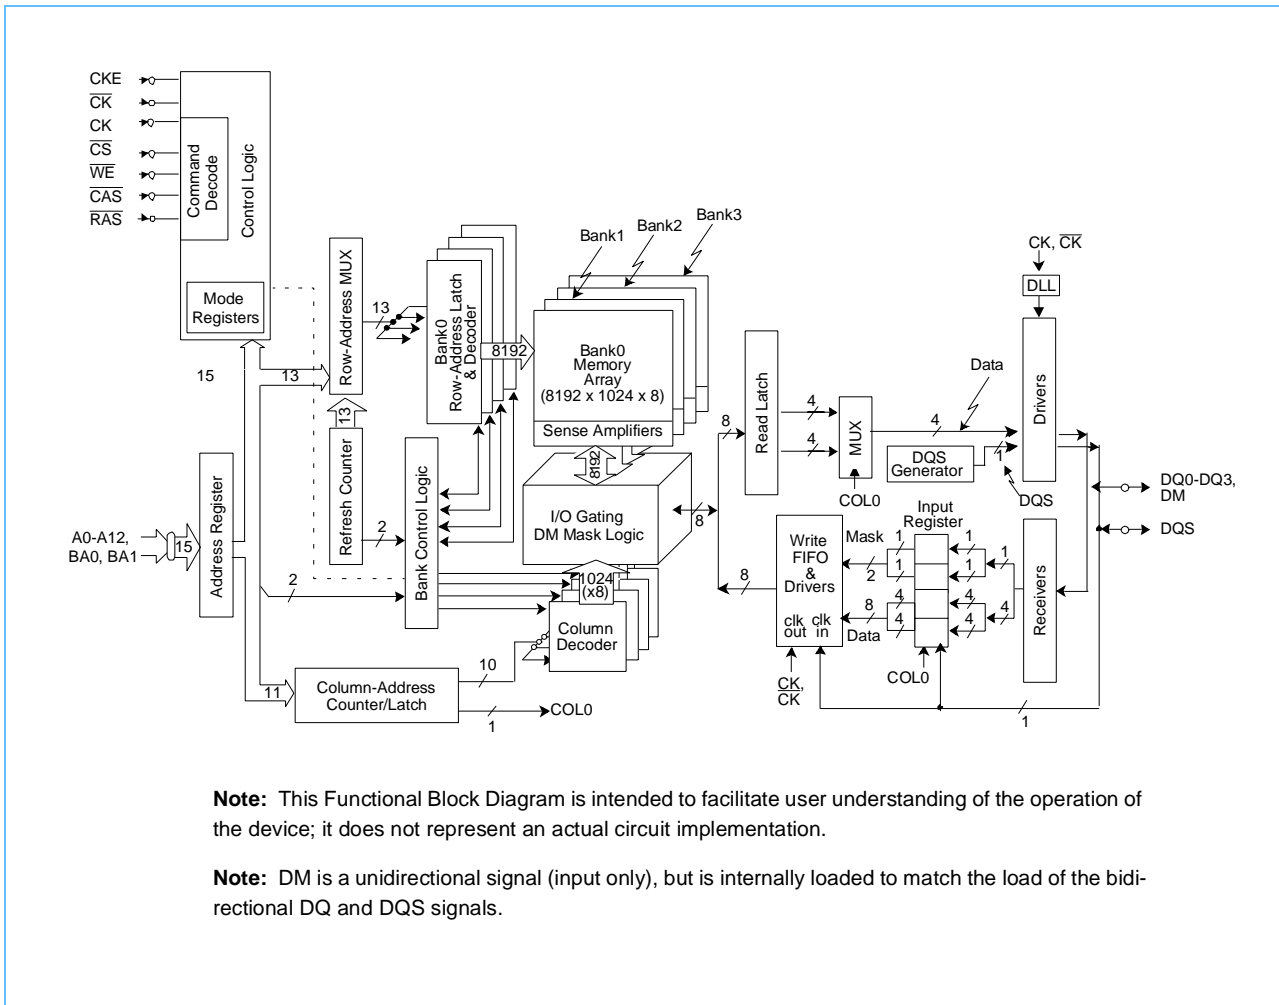 CKE
CK
CK
CS
WE
CAS
RAS
Command
Decode
Control Logic
Mode
Registers
Row-Address MUX
13
Bank0
Row-Address Latch
& Decoder
8192
Bank1
Bank2
Bank3
Bank0
Memory
Array
(8192 x 1024 x 8)
Sense Amplifiers
8192
15
13
13
Refresh Counter
2
Bank Control Logic
I/O Gating
DM Mask Logic
8
A0-A12,
BA0, BA1
15
Address Register
2
1024
(x8)
Column
Decoder
11
Column-Address
Counter/Latch
10
1
COL0
8
Read Latch
4
4
MUX
COL0
4
Data
DQS
Generator
1
DQS
CK, CK
DLL
Drivers
DQ0-DQ3,
DM
DQS
8
Write
FIFO
&
Drivers
clk
out
clk
in
CK,
CK
Mask
2
8
Data
Input
Register
1
1
4
4
1
1
4
4
COL0
1
4
Receivers
1
Note: This Functional Block Diagram is intended to facilitate user understanding of the operation of
the device; it does not represent an actual circuit implementation.
Note: DM is a unidirectional signal (input only), but is internally loaded to match the load of the bidi-
rectional DQ and DQS signals.